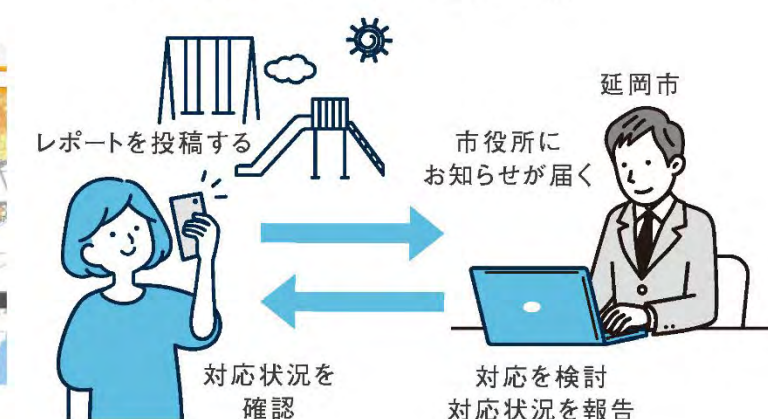 延岡市
レポートを投稿する
市役所に
お知らせが届く
対応状況を
確認
対応を検討
対応状況を報告